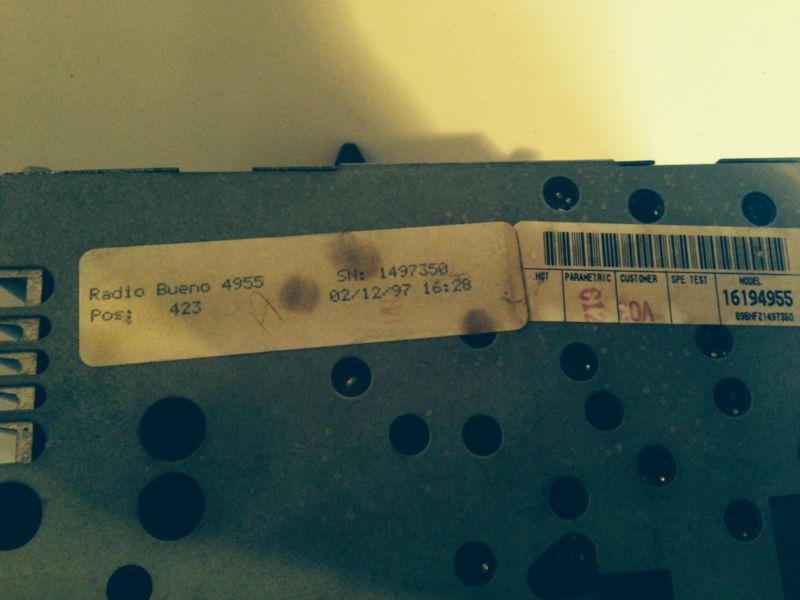 Radio Bueno 4955
Pos: 423
SN: 1497350
02/12/97 16:28
HOT PARAMETRIC CUSTOMER SPE TEST MODEL
16194955
89BHFZ1497350